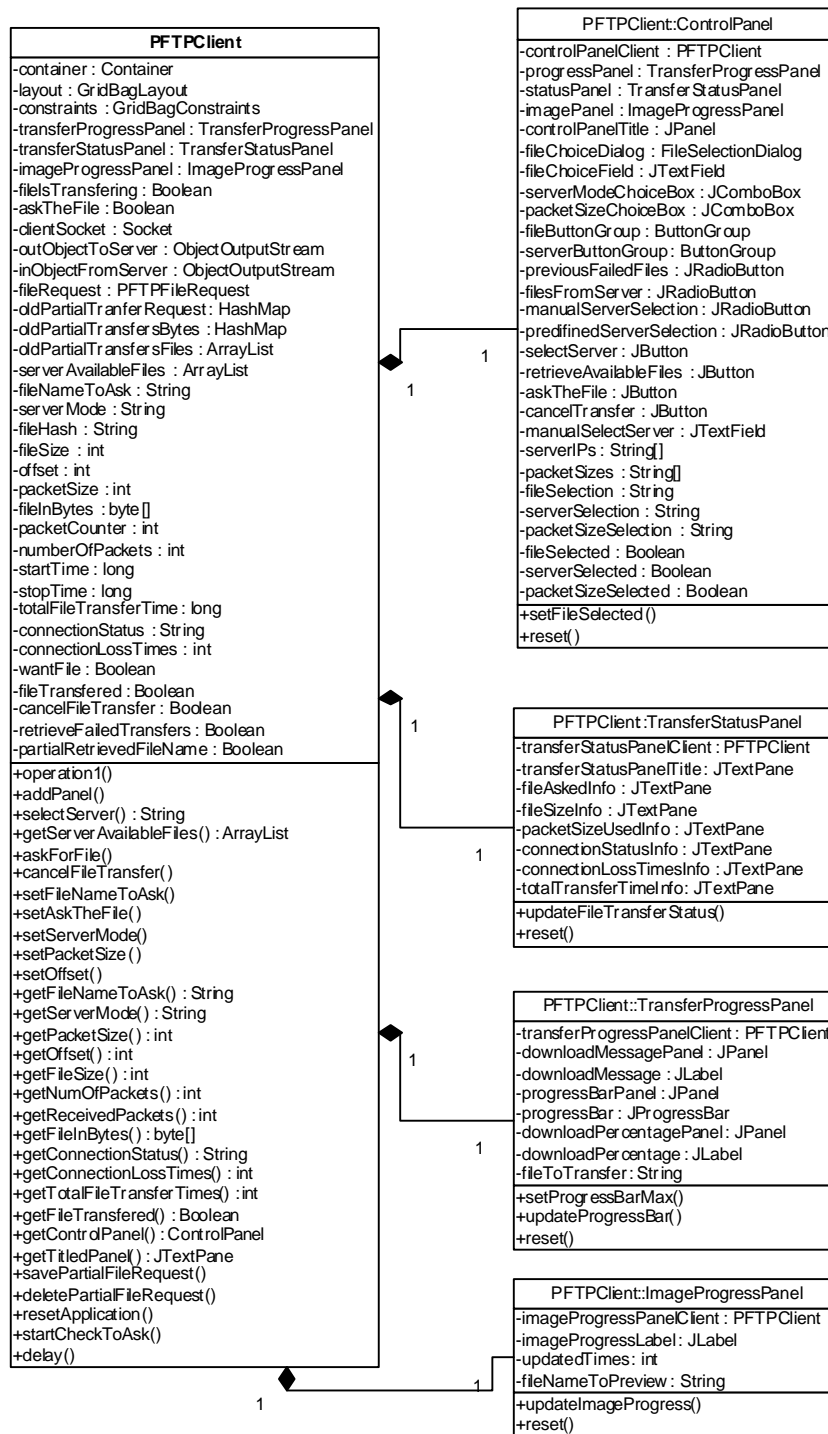 PFTPClient
-container : Container
-layout : GridBagLayout
-constraints : GridBagConstraints
-transferProgressPanel : TransferProgressPanel
-transferStatusPanel : TransferStatusPanel
-imageProgressPanel : ImageProgressPanel
-fileIsTransfering : Boolean
-askTheFile : Boolean
-clientSocket : Socket
-outObjectToServer : ObjectOutputStream
-inObjectFromServer : ObjectOutputStream
-fileRequest : PFTPFileRequest
-oldPartialTranferRequest : HashMap
-oldPartialTransfersBytes : HashMap
-oldPartialTransfersFiles : ArrayList
-serverAvailableFiles : ArrayList
-fileNameToAsk : String
-serverMode : String
-fileHash : String
-fileSize : int
-offset : int
-packetSize : int
-fileInBytes : byte[]
-packetCounter : int
-numberOfPackets : int
-startTime : long
-stopTime : long
-totalFileTransferTime : long
-connectionStatus : String
-connectionLossTimes : int
-wantFile : Boolean
-fileTransfered : Boolean
-cancelFileTransfer : Boolean
-retrieveFailedTransfers : Boolean
-partialRetrievedFileName : Boolean
+operation1()
+addPanel()
+selectServer() : String
+getServerAvailableFiles() : ArrayList
+askForFile()
+cancelFileTransfer()
+setFileNameToAsk()
+setAskTheFile()
+setServerMode()
+setPacketSize()
+setOffset()
+getFileNameToAsk() : String
+getServerMode() : String
+getPacketSize() : int
+getOffset() : int
+getFileSize() : int
+getNumOfPackets() : int
+getReceivedPackets() : int
+getFileInBytes() : byte[]
+getConnectionStatus() : String
+getConnectionLossTimes() : int
+getTotalFileTransferTimes() : int
+getFileTransfered() : Boolean
+getControlPanel() : ControlPanel
+getTitledPanel() : JTextPane
+savePartialFileRequest()
+deletePartialFileRequest()
+resetApplication()
+startCheckToAsk()
+delay()
PFTPClient::ControlPanel
-controlPanelClient : PFTPClient
-progressPanel : TransferProgressPanel
-statusPanel : TransferStatusPanel
-imagePanel : ImageProgressPanel
-controlPanelTitle : JPanel
-fileChoiceDialog : FileSelectionDialog
-fileChoiceField : JTextField
-serverModeChoiceBox : JComboBox
-packetSizeChoiceBox : JComboBox
-fileButtonGroup : ButtonGroup
-serverButtonGroup : ButtonGroup
-previousFailedFiles : JRadioButton
-filesFromServer : JRadioButton
-manualServerSelection : JRadioButton
-predifinedServerSelection : JRadioButton
-selectServer : JButton
-retrieveAvailableFiles : JButton
-askTheFile : JButton
-cancelTransfer : JButton
-manualSelectServer : JTextField
-serverIPs : String[]
-packetSizes : String[]
-fileSelection : String
-serverSelection : String
-packetSizeSelection : String
-fileSelected : Boolean
-serverSelected : Boolean
-packetSizeSelected : Boolean
+setFileSelected()
+reset()
1
1
PFTPClient::TransferStatusPanel
-transferStatusPanelClient : PFTPClient
-transferStatusPanelTitle : JTextPane
-fileAskedInfo : JTextPane
-fileSizeInfo : JTextPane
-packetSizeUsedInfo : JTextPane
-connectionStatusInfo : JTextPane
-connectionLossTimesInfo : JTextPane
-totalTransferTimeInfo : JTextPane
+updateFileTransferStatus()
+reset()
1
1
PFTPClient::TransferProgressPanel
-transferProgressPanelClient : PFTPClient
-downloadMessagePanel : JPanel
-downloadMessage : JLabel
-progressBarPanel : JPanel
-progressBar : JProgressBar
-downloadPercentagePanel : JPanel
-downloadPercentage : JLabel
-fileToTransfer : String
+setProgressBarMax()
+updateProgressBar()
+reset()
1
1
PFTPClient::ImageProgressPanel
-imageProgressPanelClient : PFTPClient
-imageProgressLabel : JLabel
-updatedTimes : int
-fileNameToPreview : String
+updateImageProgress()
+reset()
1
1